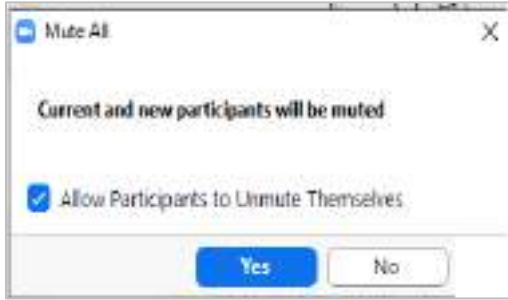 Mute All
Current and new participants will be muted
Allow Participants to Unmute Themselves
Yes No